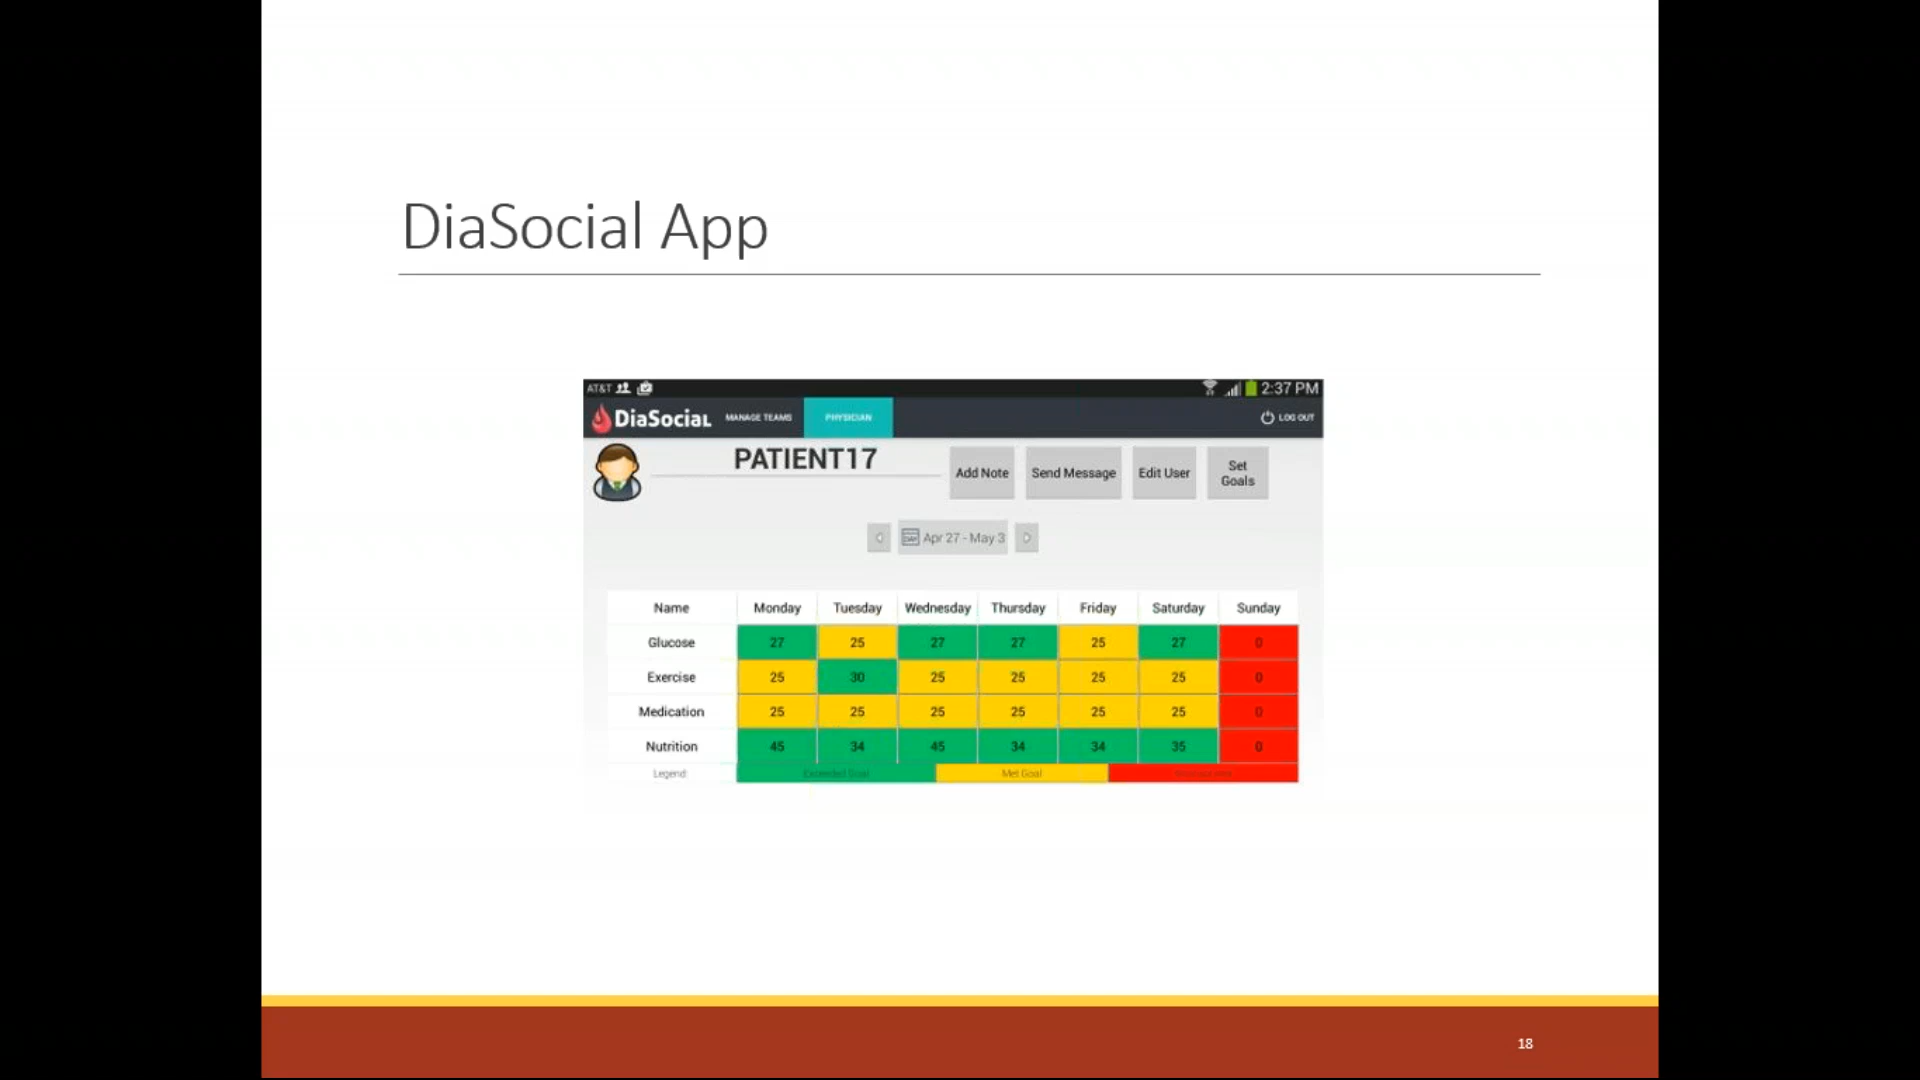 DiaSocial App
AT&T 2:37 PM
DiaSocial MANAGE TEAMS PHYSICIAN LOG OUT
PATIENT17
Add Note Send Message Edit User Set Goals
Apr 27 - May 3
Name Monday Tuesday Wednesday Thursday Friday Saturday Sunday
Glucose 27 25 27 27 25 27 0
Exercise 25 30 25 25 25 25 0
Medication 25 25 25 25 25 25 0
Nutrition 45 34 45 34 34 35 0
Legend: Exceeded Goal Met Goal
18